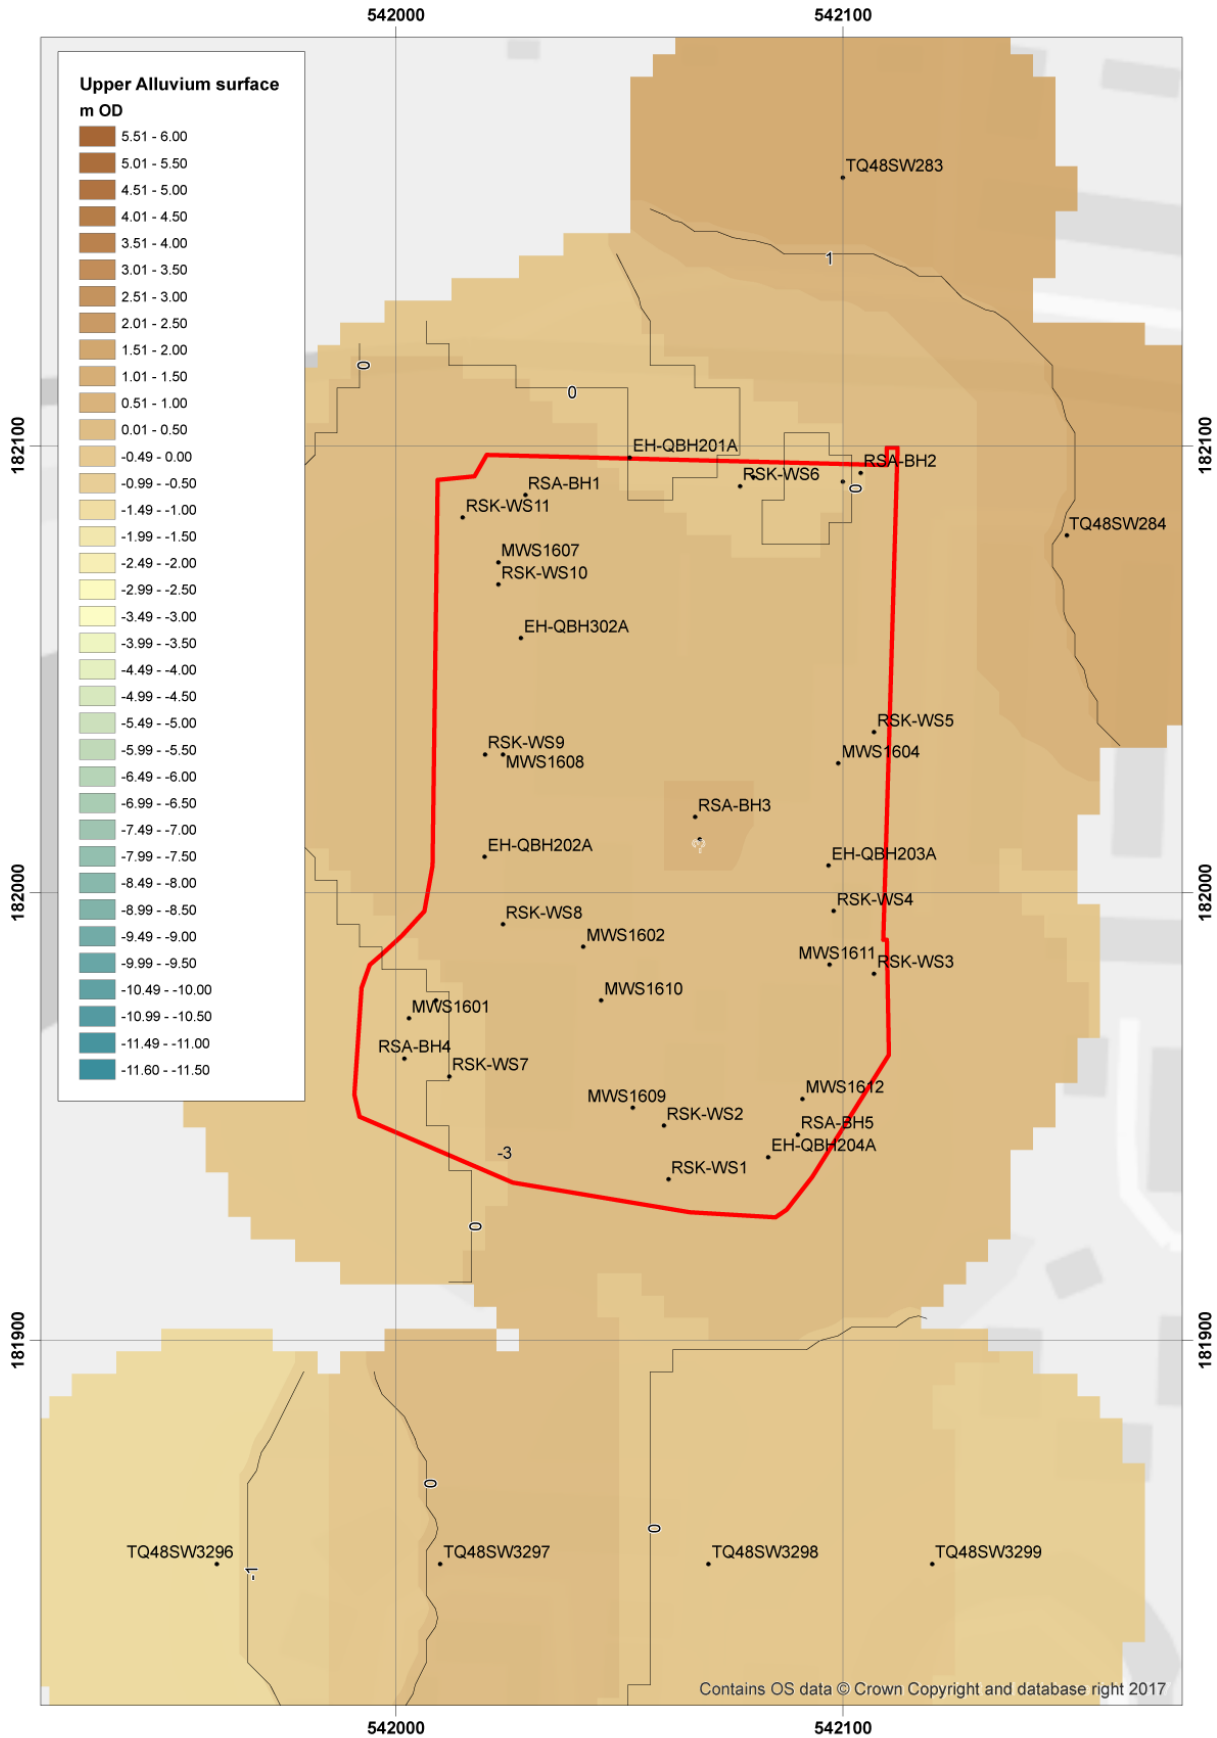 542000
542100
Upper Alluvium surface
m OD
5.51 - 6.00
5.01 - 5.50
4.51 - 5.00
4.01 - 4.50
3.51 - 4.00
3.01 - 3.50
2.51 - 3.00
2.01 - 2.50
1.51 - 2.00
1.01 - 1.50
0.51 - 1.00
0.01 - 0.50
-0.49 - 0.00
-0.99 - -0.50
-1.49 - -1.00
-1.99 - -1.50
-2.49 - -2.00
-2.99 - -2.50
-3.49 - -3.00
-3.99 - -3.50
-4.49 - -4.00
-4.99 - -4.50
-5.49 - -5.00
-5.99 - -5.50
-6.49 - -6.00
-6.99 - -6.50
-7.49 - -7.00
-7.99 - -7.50
-8.49 - -8.00
-8.99 - -8.50
-9.49 - -9.00
-9.99 - -9.50
-10.49 - -10.00
-10.99 - -10.50
-11.49 - -11.00
-11.60 - -11.50
TQ48SW283
1
0
0
182100
182100
EH-QBH201A
RSA-BH2
RSK-WS6
RSA-BH1
0
RSK-WS11
TQ48SW284
MWS1607
RSK-WS10
EH-QBH302A
RSK-WS5
RSK-WS9
MWS1604
MWS1608
RSA-BH3
EH-QBH202A
EH-QBH203A
182000
182000
RSK-WS4
RSK-WS8
MWS1602
MWS1611
RSK-WS3
MWS1610
MWS1601
RSA-BH4
RSK-WS7
MWS1612
MWS1609
RSK-WS2
RSA-BH5
EH-QBH204A
-3
RSK-WS1
0
181900
181900
0
0
TQ48SW3296
TQ48SW3297
TQ48SW3298
TQ48SW3299
-1
Contains OS data © Crown Copyright and database right 2017
542000
542100